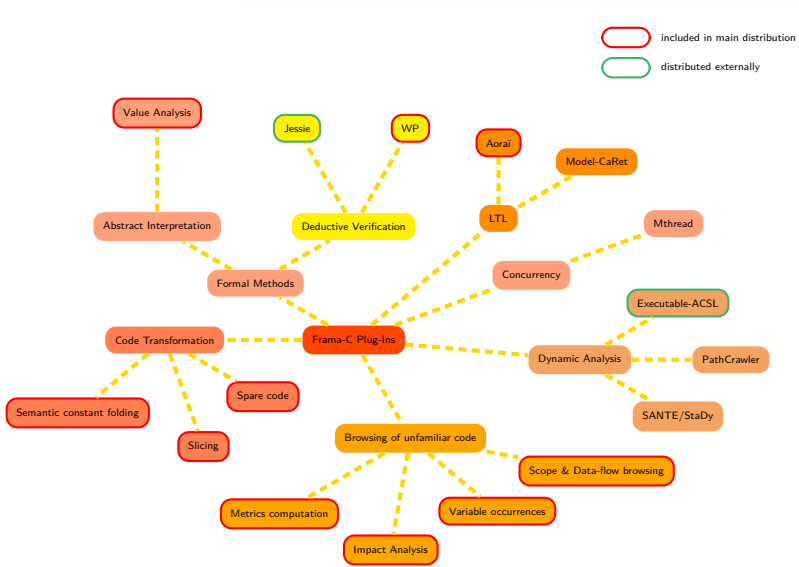 included in main distribution
distributed externally
Value Analysis
Jessie
WP
Aoraï
Model-CaRet
Abstract Interpretation
Deductive Verification
LTL
Mthread
Formal Methods
Concurrency
Executable-ACSL
Code Transformation
Frama-C Plug-Ins
Dynamic Analysis
PathCrawler
Semantic constant folding
Spare code
SANTE/StaDy
Slicing
Browsing of unfamiliar code
Scope & Data-flow browsing
Metrics computation
Variable occurrences
Impact Analysis